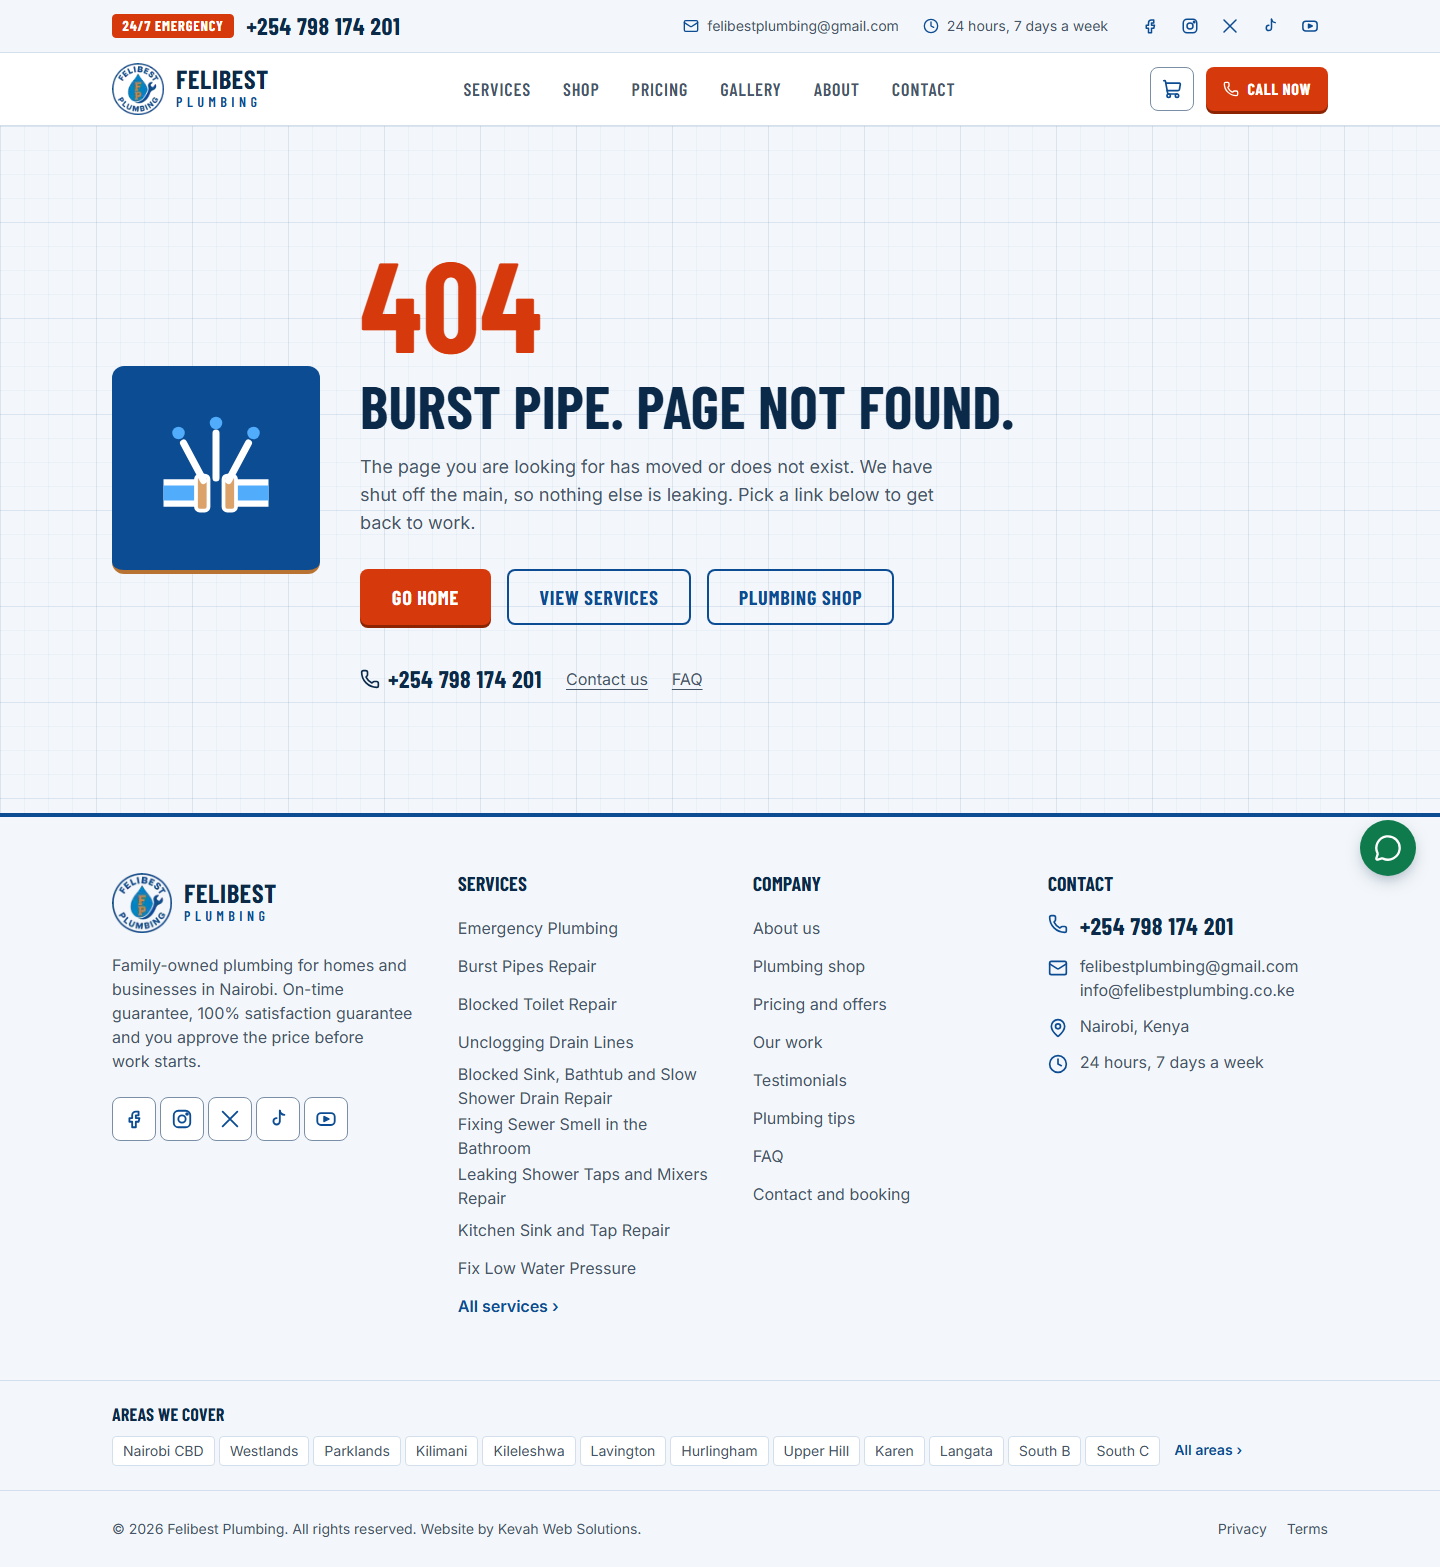 24/7 EMERGENCY +254 798 174 201 felibestplumbing@gmail.com 24 hours, 7 days a week
FELIBEST PLUMBING
FELIBEST
PLUMBING
SERVICES SHOP PRICING GALLERY ABOUT CONTACT
CALL NOW
404
BURST PIPE. PAGE NOT FOUND.
The page you are looking for has moved or does not exist. We have
shut off the main, so nothing else is leaking. Pick a link below to get
back to work.
GO HOME VIEW SERVICES PLUMBING SHOP
+254 798 174 201 Contact us FAQ
FELIBEST PLUMBING
FELIBEST
PLUMBING
Family-owned plumbing for homes and
businesses in Nairobi. On-time
guarantee, 100% satisfaction guarantee
and you approve the price before
work starts.
SERVICES
Emergency Plumbing
Burst Pipes Repair
Blocked Toilet Repair
Unclogging Drain Lines
Blocked Sink, Bathtub and Slow
Shower Drain Repair
Fixing Sewer Smell in the
Bathroom
Leaking Shower Taps and Mixers
Repair
Kitchen Sink and Tap Repair
Fix Low Water Pressure
All services ›
COMPANY
About us
Plumbing shop
Pricing and offers
Our work
Testimonials
Plumbing tips
FAQ
Contact and booking
CONTACT
+254 798 174 201
felibestplumbing@gmail.com
info@felibestplumbing.co.ke
Nairobi, Kenya
24 hours, 7 days a week
AREAS WE COVER
Nairobi CBD Westlands Parklands Kilimani Kileleshwa Lavington Hurlingham Upper Hill Karen Langata South B South C All areas ›
© 2026 Felibest Plumbing. All rights reserved. Website by Kevah Web Solutions. Privacy Terms